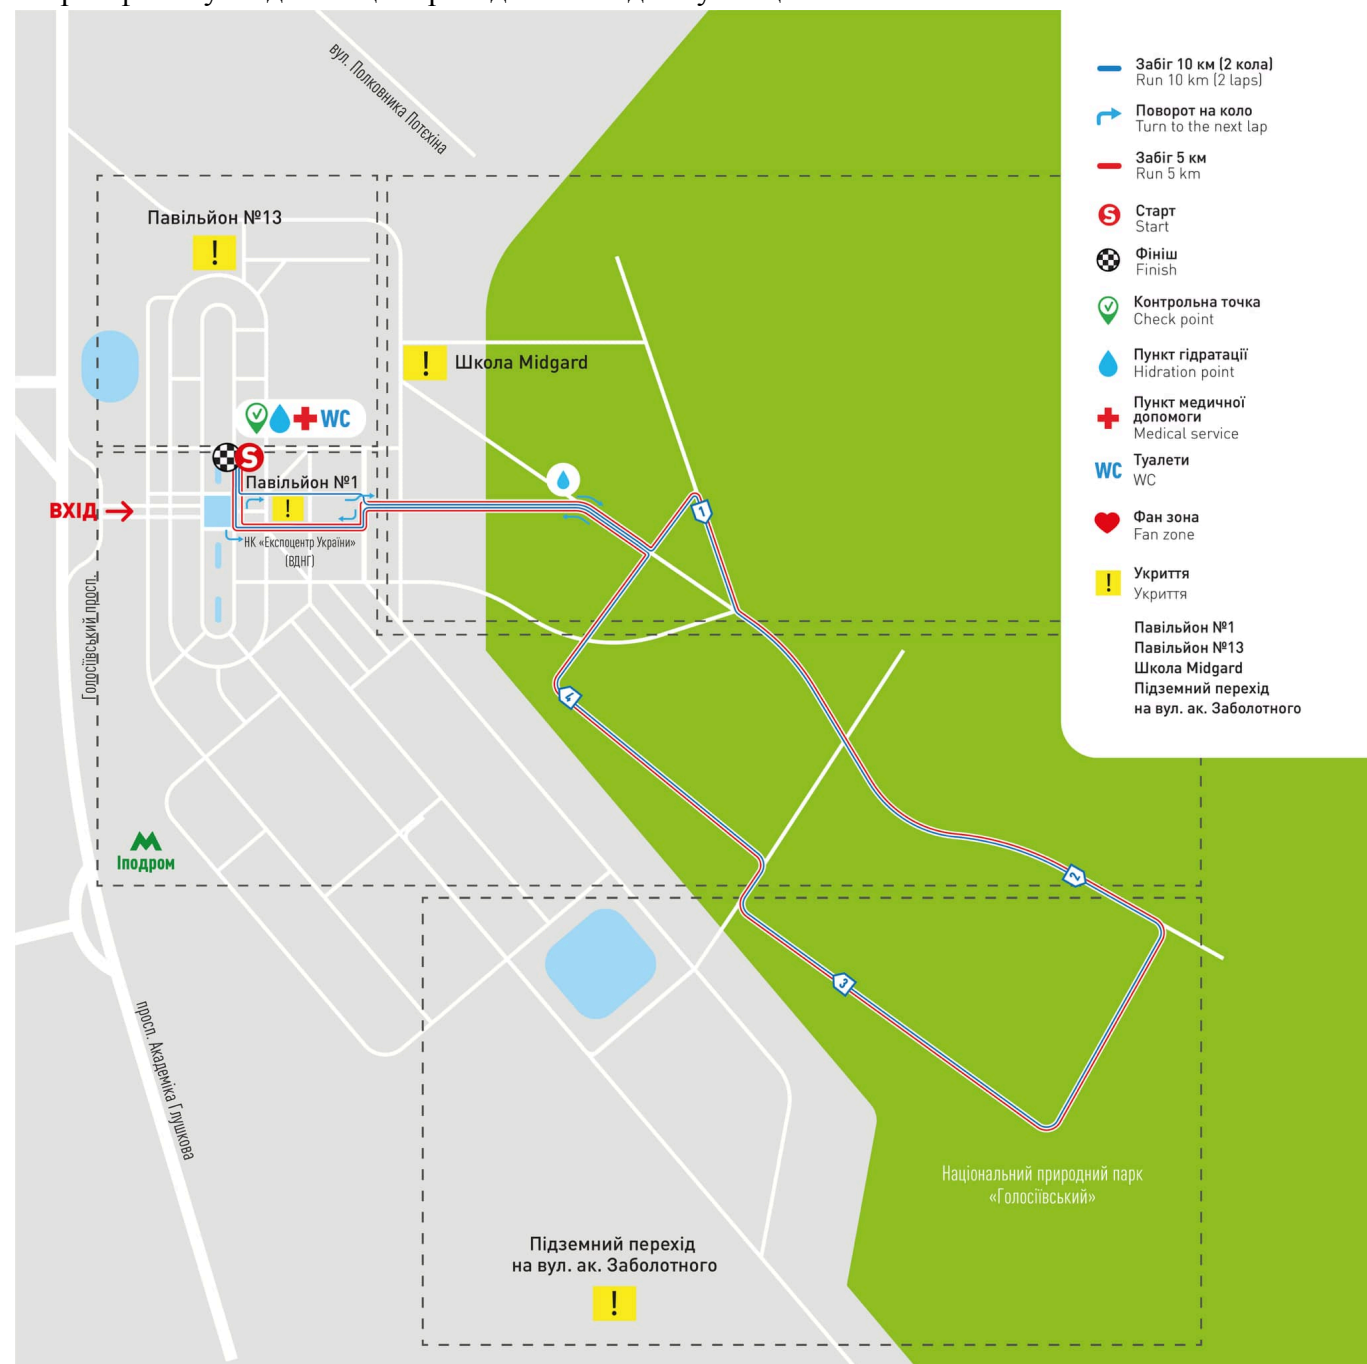 вул. Полковника Потєхіна
Павільйон №13
!
!
Школа Midgard
WC
S
Павільйон №1
!
ВХІД
НК «Експоцентр України»
(ВДНГ)
Голосіївський просп.
1
4
2
3
Іподром
просп. Академіка Глушкова
Національний природний парк
«Голосіївський»
Підземний перехід
на вул. ак. Заболотного
!
Забіг 10 км (2 кола)
Run 10 km (2 laps)
Поворот на коло
Turn to the next lap
Забіг 5 км
Run 5 km
S
Старт
Start
Фініш
Finish
Контрольна точка
Check point
Пункт гідратації
Hidration point
Пункт медичної
допомоги
Medical service
WC
Туалети
WC
Фан зона
Fan zone
!
Укриття
Укриття
Павільйон №1
Павільйон №13
Школа Midgard
Підземний перехід
на вул. ак. Заболотного